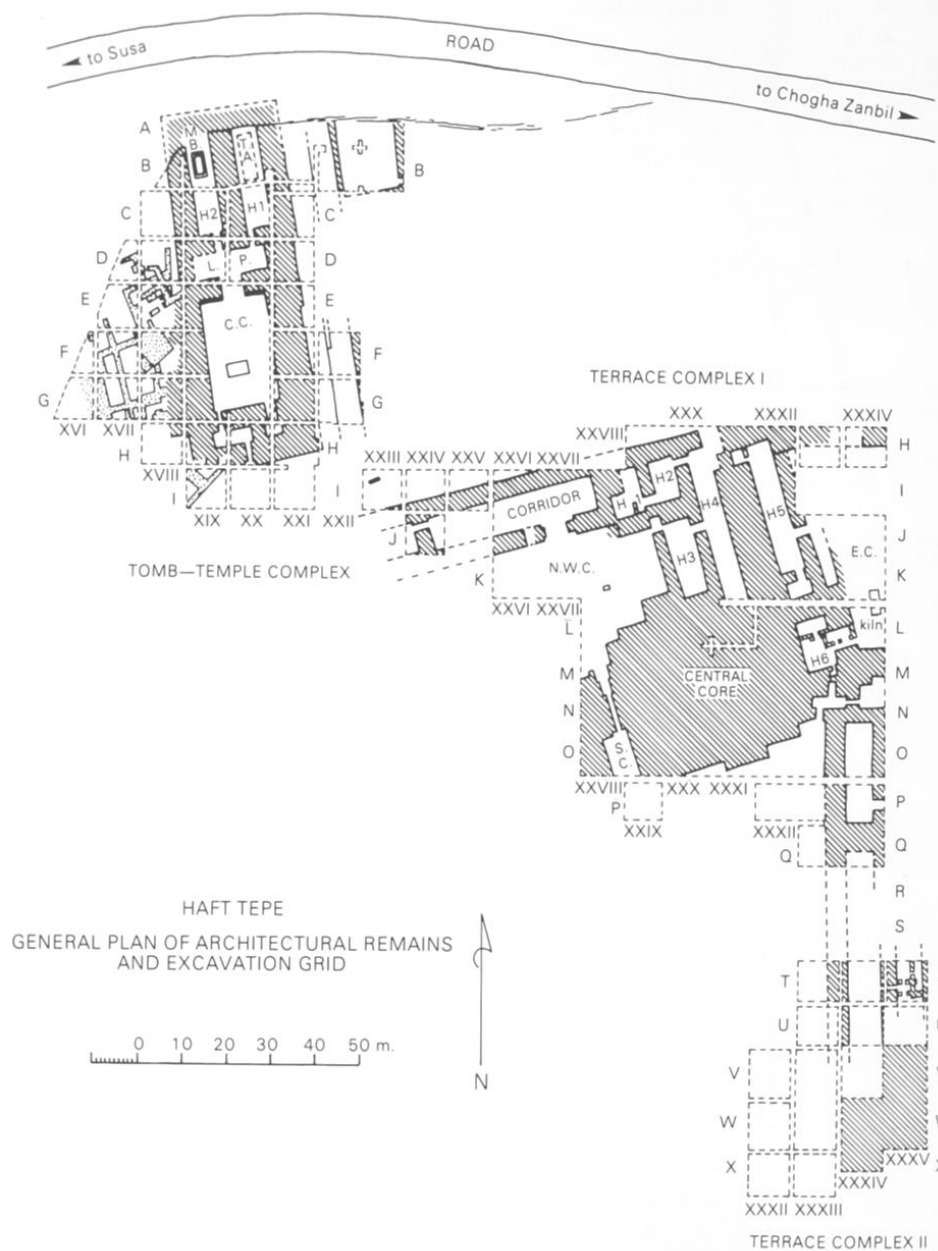 to Susa
ROAD
to Chogha Zanbil
A
M
B
T
A
B
B
C
H2
H1
C
D
L.
P.
D
E
C.C.
E
F
F
G
G
XVI XVII
H
H
XVIII
I
I
XIX XX XXI XXII
TOMB—TEMPLE COMPLEX
TERRACE COMPLEX I
XXX XXXII XXXIV
XXVIII
H
XXIII XXIV XXV XXVI XXVII
CORRIDOR
H
H2
H4
H5
I
J
H3
E.C.
J
K
N.W.C.
K
XXVI XXVII
L
kiln
L
H6
M
CENTRAL
CORE
M
N
N
O
S.
C.
O
XXVIII XXX XXXI
P
P
XXIX
XXXII
Q
Q
R
S
HAFT TEPE
GENERAL PLAN OF ARCHITECTURAL REMAINS
AND EXCAVATION GRID
0 10 20 30 40 50 m.
N
T
U
V
W
X
XXXV
XXXIV
XXXII XXXIII
TERRACE COMPLEX II